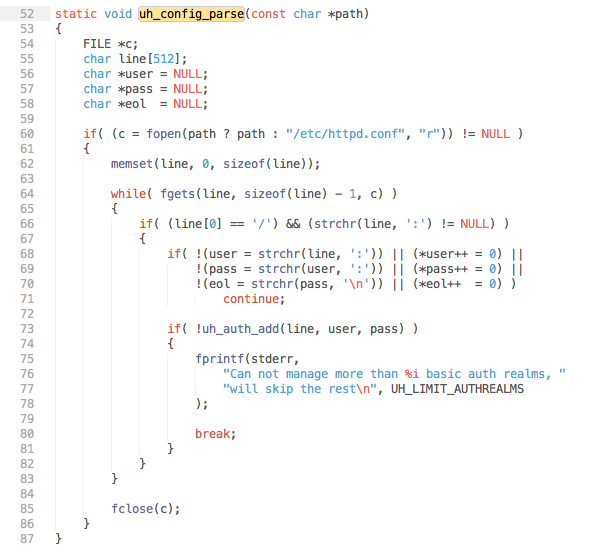 52 static void uh_config_parse(const char *path)
53 {
54     FILE *c;
55     char line[512];
56     char *user = NULL;
57     char *pass = NULL;
58     char *eol  = NULL;
59
60     if( (c = fopen(path ? path : "/etc/httpd.conf", "r")) != NULL )
61     {
62         memset(line, 0, sizeof(line));
63
64         while( fgets(line, sizeof(line) - 1, c) )
65         {
66             if( (line[0] == '/') && (strchr(line, ':') != NULL) )
67             {
68                 if( !(user = strchr(line, ':')) || (*user++ = 0) ||
69                     !(pass = strchr(user, ':')) || (*pass++ = 0) ||
70                     !(eol = strchr(pass, '\n')) || (*eol++  = 0) )
71                         continue;
72
73                 if( !uh_auth_add(line, user, pass) )
74                 {
75                     fprintf(stderr,
76                         "Can not manage more than %i basic auth realms, "
77                         "will skip the rest\n", UH_LIMIT_AUTHREALMS
78                     );
79
80                     break;
81                 }
82             }
83         }
84
85         fclose(c);
86     }
87 }